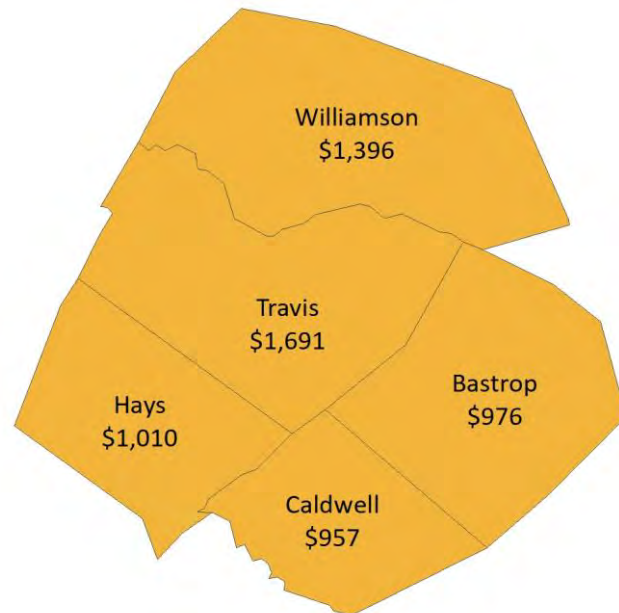 Williamson
$1,396
Travis
$1,691
Bastrop
$976
Hays
$1,010
Caldwell
$957